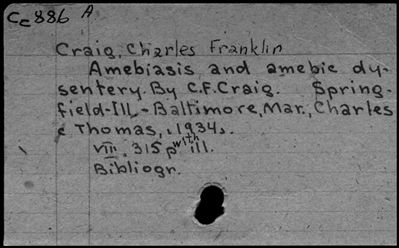 Cc886 A
Craig, Charles Franklin
Amebiasis and amebic dy-
sentery. By C.F. Craig. Spring-
field-Ill,-Baltimore, Mar., Charles
c Thomas, 1934.
VIII. 315 p with ill.
Bibliogr.